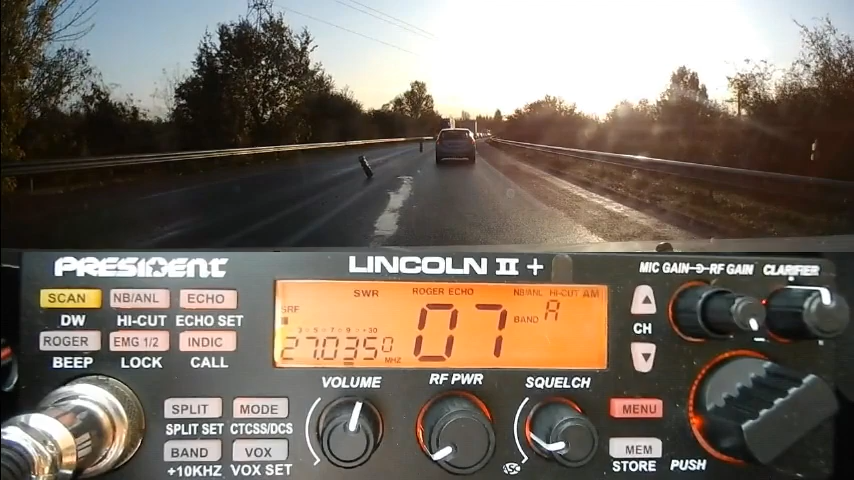 PRESIDENT
LINCOLN II +
MIC GAIN RF GAIN CLARIFIER
SCAN NB/ANL ECHO
DW HI-CUT ECHO SET
ROGER EMG 1/2 INDIC
BEEP LOCK CALL
SWR ROGER ECHO NB/ANL HI-CUT AM
SRF
07 BAND A
27.0350 MHZ
CH
VOLUME RF PWR SQUELCH
SPLIT MODE
SPLIT SET CTCSS/DCS
BAND VOX
+10KHZ VOX SET
ASC
MENU
MEM
STORE PUSH